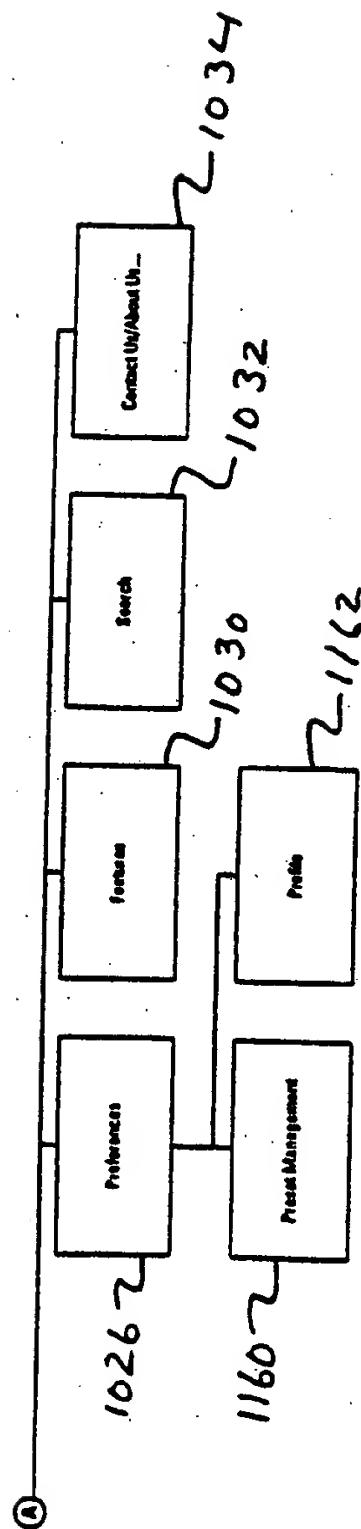 A
Preferences
1026
Features
1030
Search
1032
Contact Us/About Us...
1034
Preset Management
1160
Profile
1162